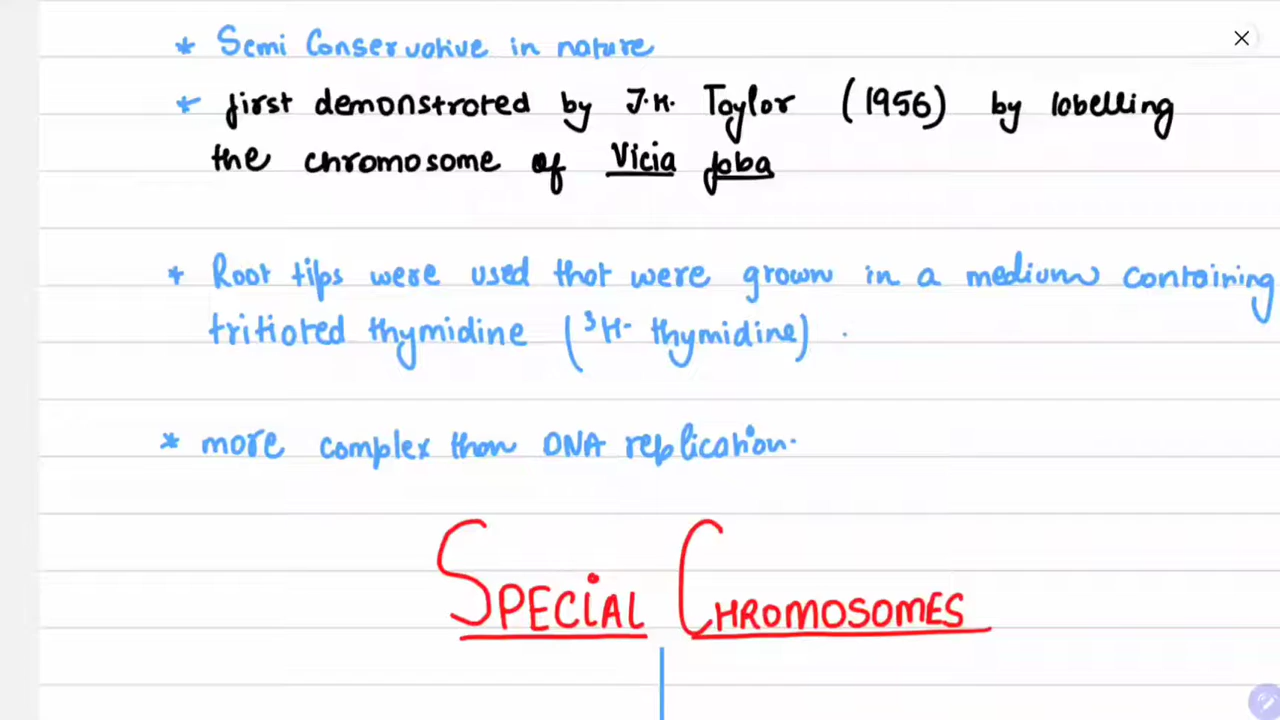 * Semi Conservative in nature
* first demonstrated by J.H. Taylor (1956) by labelling
the chromosome of Vicia faba
* Root tips were used that were grown in a medium containing
tritiated thymidine (³H- thymidine) .
* more complex than DNA replication.
SPECIAL CHROMOSOMES